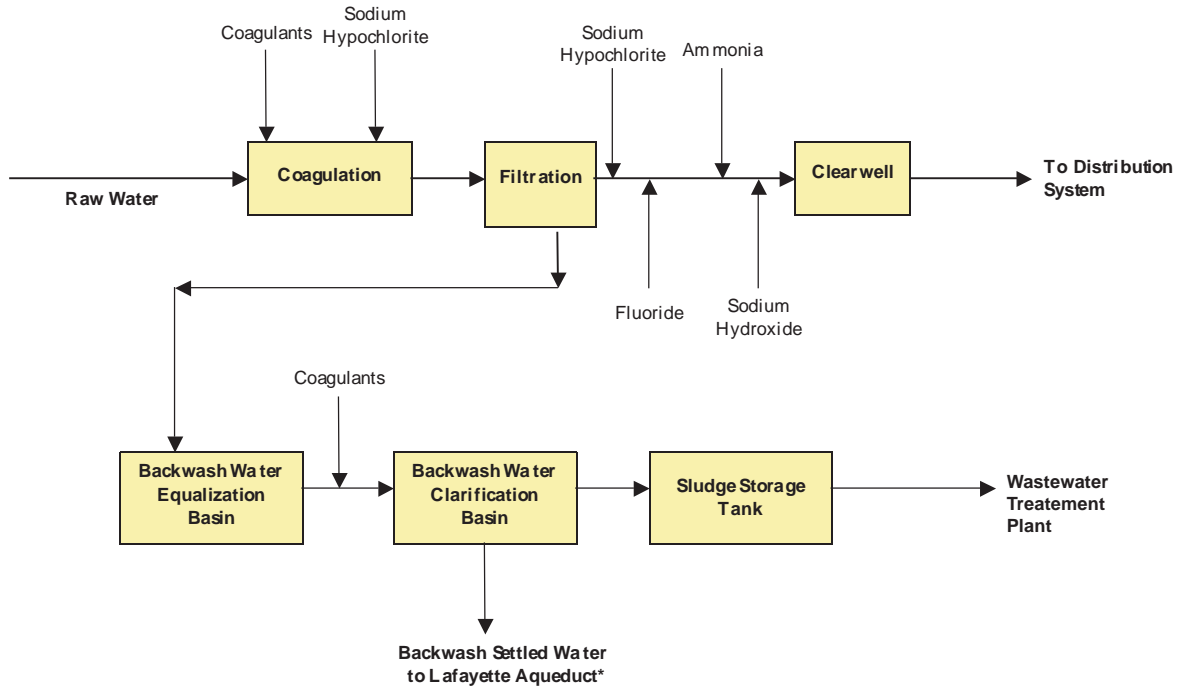 Coagulants
Sodium
Hypochlorite
Sodium
Hypochlorite
Ammonia
Coagulation
Filtration
Clearwell
To Distribution
System
Raw Water
Fluoride
Sodium
Hydroxide
Coagulants
Backwash Water
Equalization
Basin
Backwash Water
Clarification
Basin
Sludge Storage
Tank
Wastewater
Treatement
Plant
Backwash Settled Water
to Lafayette Aqueduct*